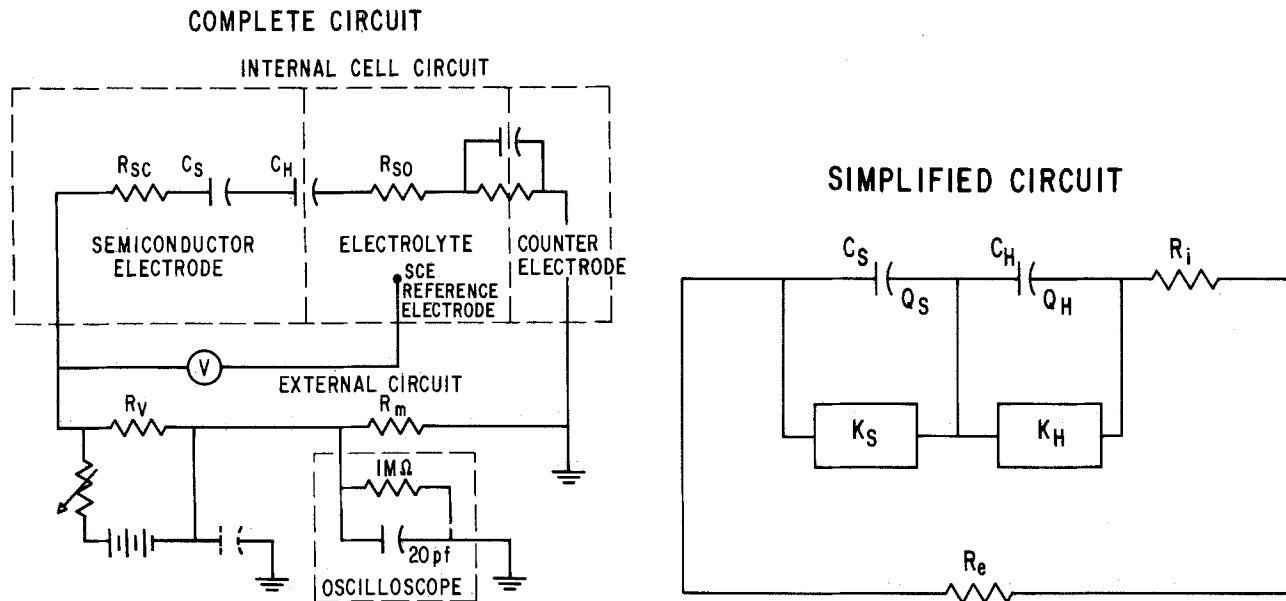 COMPLETE CIRCUIT
INTERNAL CELL CIRCUIT
RSC
CS
CH
RSO
SEMICONDUCTOR
ELECTRODE
ELECTROLYTE
COUNTER
ELECTRODE
SCE
REFERENCE
ELECTRODE
V
EXTERNAL CIRCUIT
RV
Rm
1MΩ
20pf
OSCILLOSCOPE
SIMPLIFIED CIRCUIT
CS
QS
CH
QH
Ri
KS
KH
Re